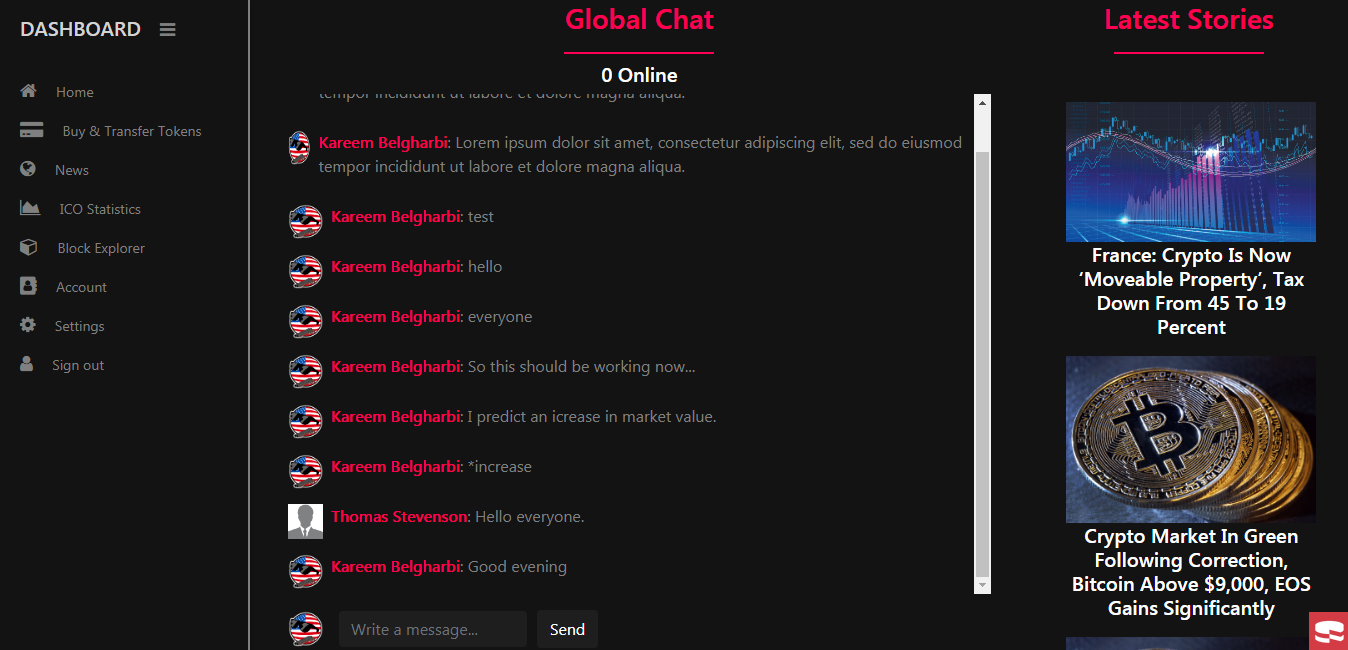 DASHBOARD
Home
Buy & Transfer Tokens
News
ICO Statistics
Block Explorer
Account
Settings
Sign out
Global Chat
0 Online
tempor incididunt ut labore et dolore magna aliqua.
Kareem Belgharbi: Lorem ipsum dolor sit amet, consectetur adipiscing elit, sed do eiusmod
tempor incididunt ut labore et dolore magna aliqua.
Kareem Belgharbi: test
Kareem Belgharbi: hello
Kareem Belgharbi: everyone
Kareem Belgharbi: So this should be working now...
Kareem Belgharbi: I predict an icrease in market value.
Kareem Belgharbi: *increase
Thomas Stevenson: Hello everyone.
Kareem Belgharbi: Good evening
Write a message...
Send
Latest Stories
France: Crypto Is Now
‘Moveable Property’, Tax
Down From 45 To 19
Percent
Crypto Market In Green
Following Correction,
Bitcoin Above $9,000, EOS
Gains Significantly